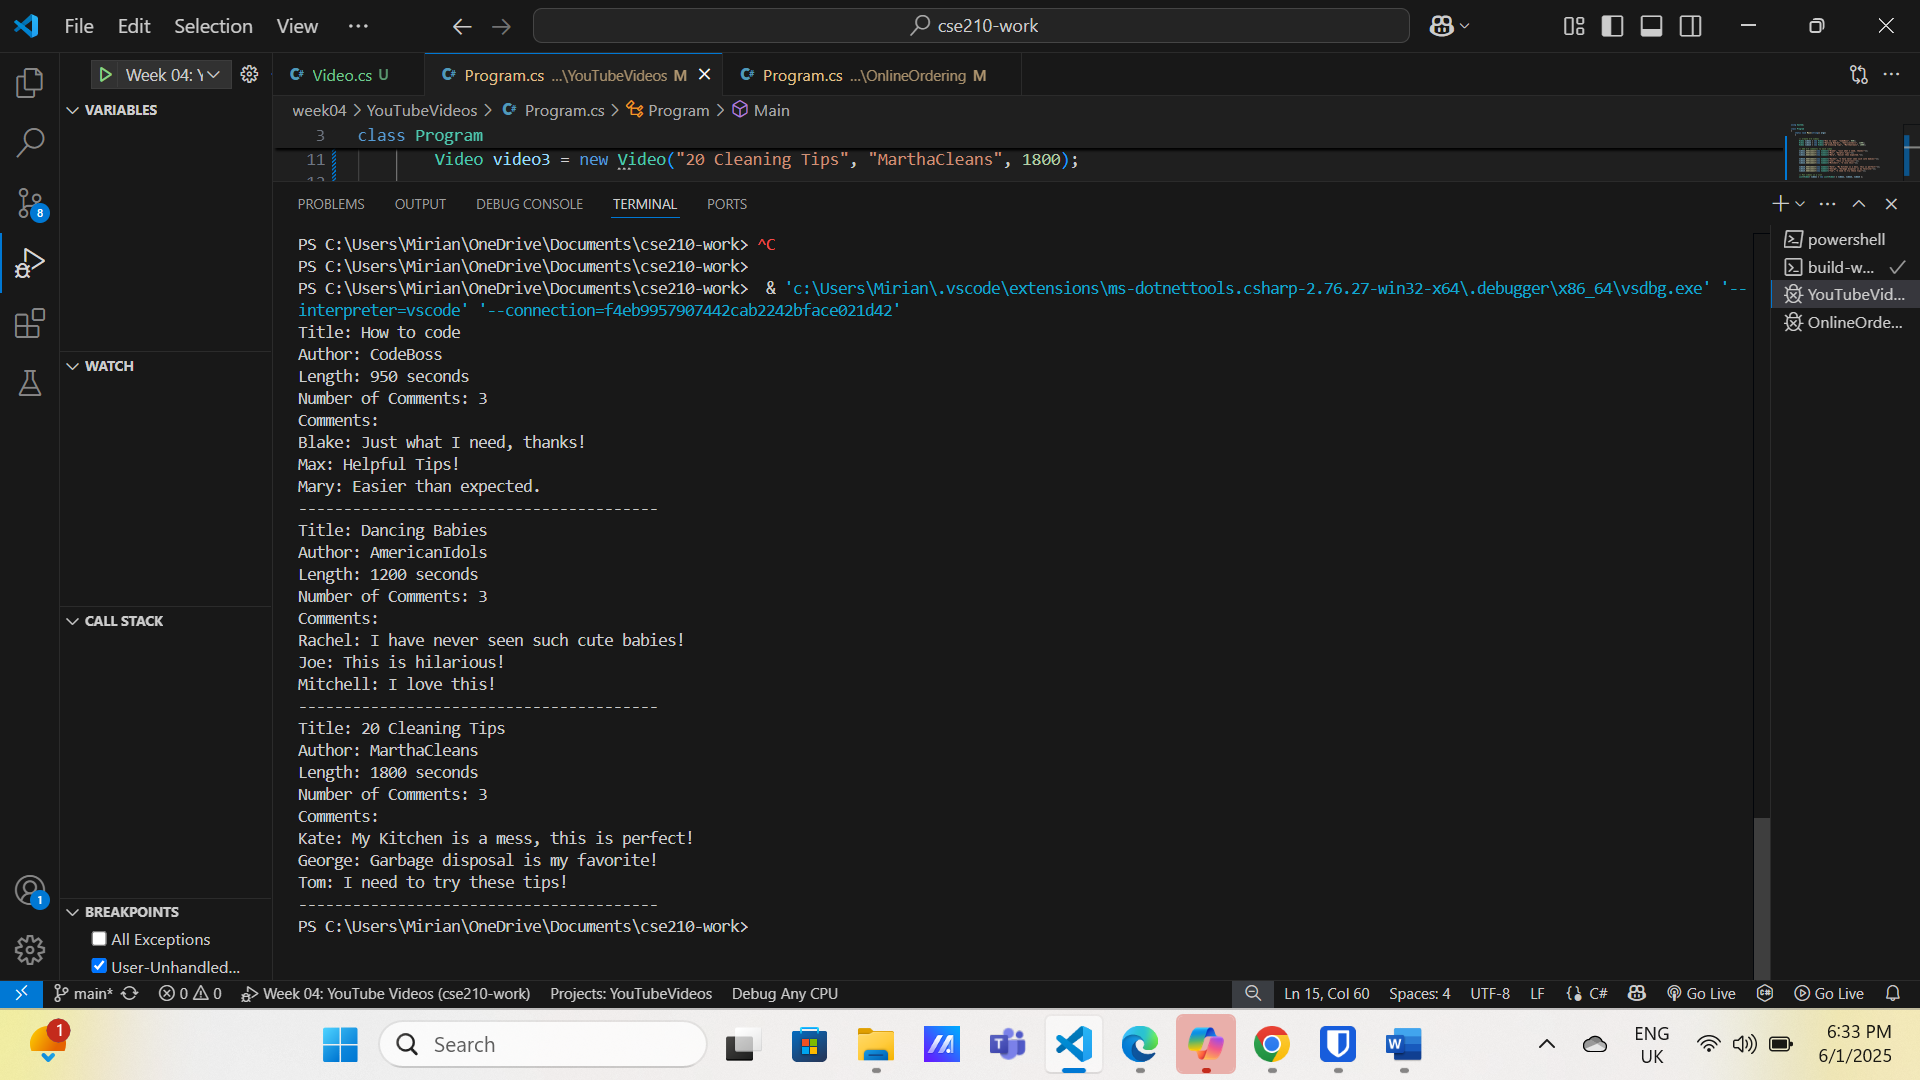 File Edit Selection View ··· cse210-work
Week 04: Y Video.cs U Program.cs ...\YouTubeVideos M Program.cs ...\OnlineOrdering M
VARIABLES
week04 > YouTubeVideos > Program.cs > Program > Main
3 class Program
11 Video video3 = new Video("20 Cleaning Tips", "MarthaCleans", 1800);
PROBLEMS OUTPUT DEBUG CONSOLE TERMINAL PORTS
PS C:\Users\Mirian\OneDrive\Documents\cse210-work> ^C
PS C:\Users\Mirian\OneDrive\Documents\cse210-work>
PS C:\Users\Mirian\OneDrive\Documents\cse210-work> & 'c:\Users\Mirian\.vscode\extensions\ms-dotnettools.csharp-2.76.27-win32-x64\.debugger\x86_64\vsdbg.exe' '--
interpreter=vscode' '--connection=f4eb9957907442cab2242bface021d42'
Title: How to code
Author: CodeBoss
Length: 950 seconds
Number of Comments: 3
Comments:
Blake: Just what I need, thanks!
Max: Helpful Tips!
Mary: Easier than expected.
----------------------------------------
Title: Dancing Babies
Author: AmericanIdols
Length: 1200 seconds
Number of Comments: 3
Comments:
Rachel: I have never seen such cute babies!
Joe: This is hilarious!
Mitchell: I love this!
----------------------------------------
Title: 20 Cleaning Tips
Author: MarthaCleans
Length: 1800 seconds
Number of Comments: 3
Comments:
Kate: My Kitchen is a mess, this is perfect!
George: Garbage disposal is my favorite!
Tom: I need to try these tips!
----------------------------------------
PS C:\Users\Mirian\OneDrive\Documents\cse210-work>
powershell
build-w...
YouTubeVid...
OnlineOrde...
8
WATCH
CALL STACK
1
BREAKPOINTS
All Exceptions
User-Unhandled...
main* 0 0 Week 04: YouTube Videos (cse210-work) Projects: YouTubeVideos Debug Any CPU Ln 15, Col 60 Spaces: 4 UTF-8 LF C# Go Live Go Live
1 Search ENG 6:33 PM
UK 6/1/2025